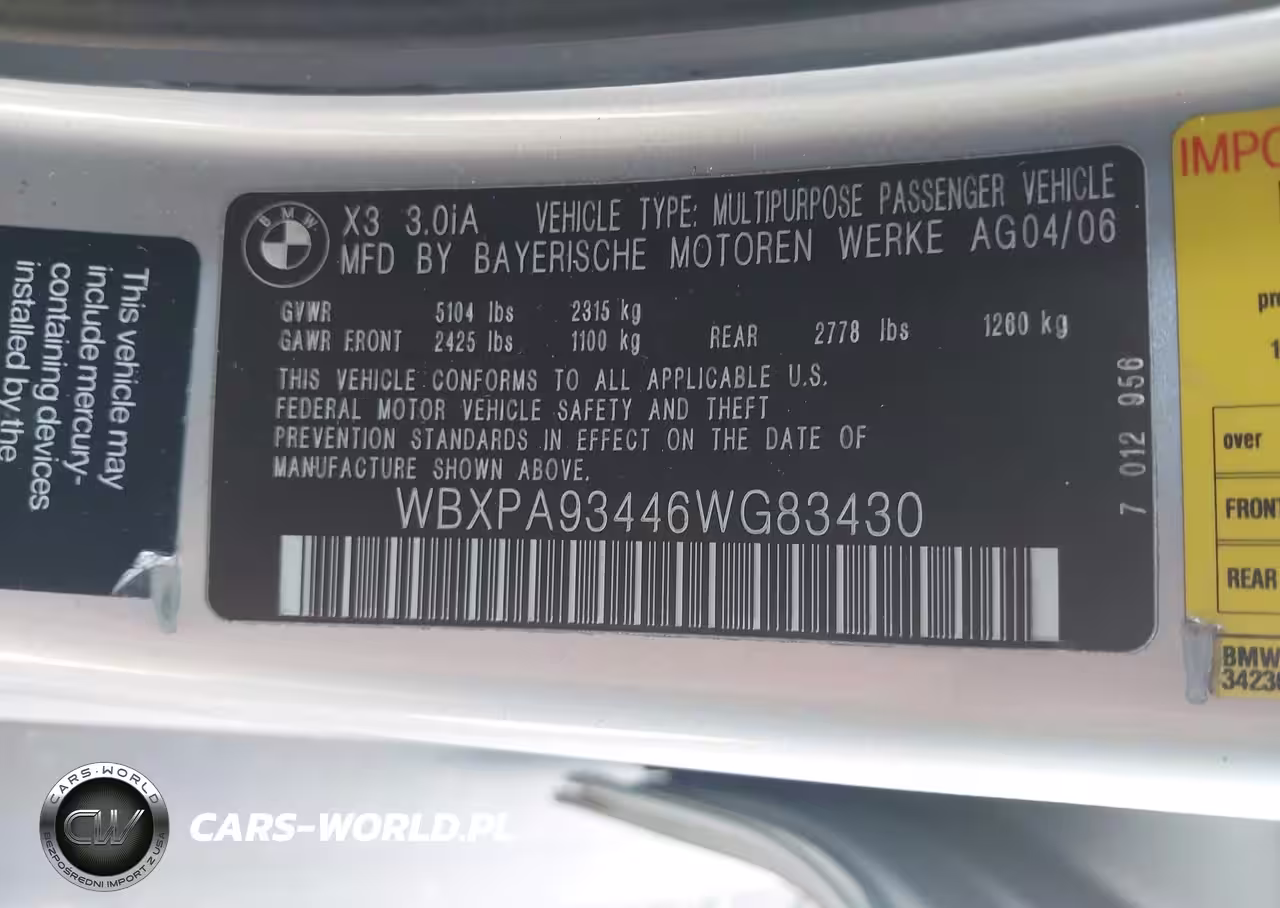 This vehicle may
include mercury-
containing devices
installed by the
BMW
X3 3.0iA VEHICLE TYPE: MULTIPURPOSE PASSENGER VEHICLE
MFD BY BAYERISCHE MOTOREN WERKE AG04/06
GVWR 5104 lbs 2315 kg
GAWR FRONT 2425 lbs 1100 kg REAR 2778 lbs 1260 kg
THIS VEHICLE CONFORMS TO ALL APPLICABLE U.S.
FEDERAL MOTOR VEHICLE SAFETY AND THEFT
PREVENTION STANDARDS IN EFFECT ON THE DATE OF
MANUFACTURE SHOWN ABOVE.
WBXPA93446WG83430
7 012 956
IMPO
pr
1
over
FRONT
REAR
BMW
3423
CARS-WORLD
CW
BEZPOŚREDNI IMPORT Z USA
CARS-WORLD.PL